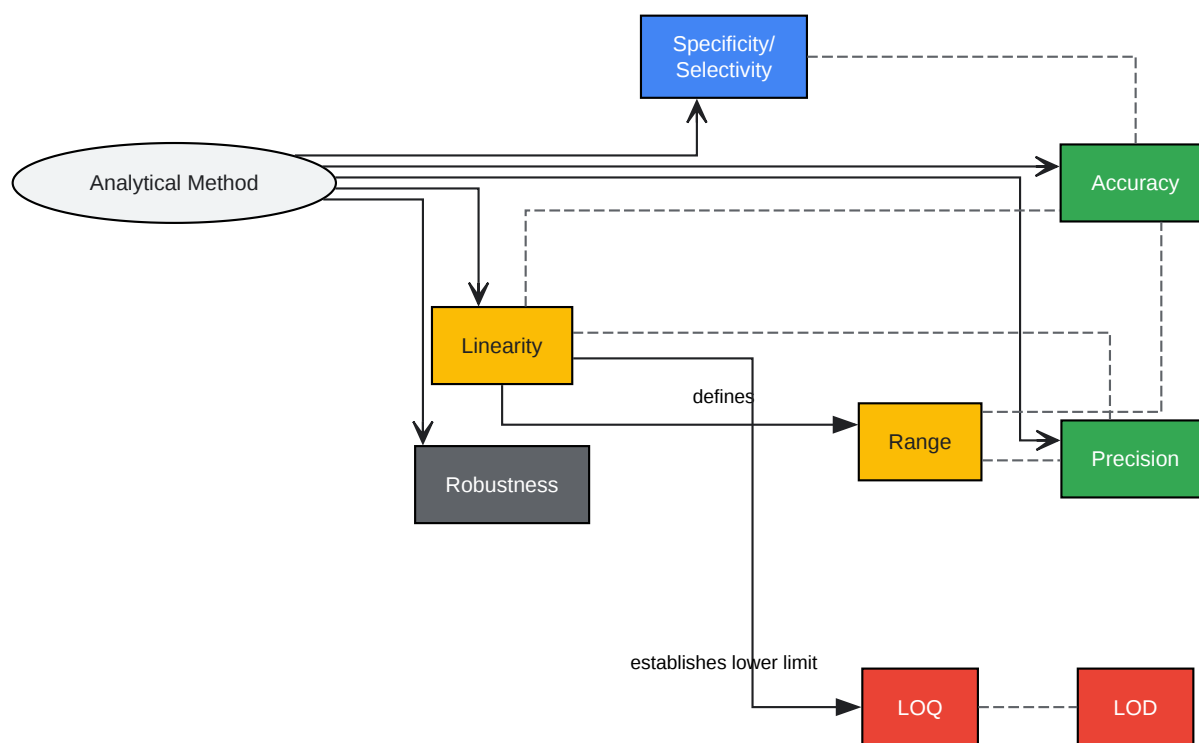 Specificity/
Selectivity
Analytical Method
Accuracy
Linearity
defines
Range
Precision
Robustness
establishes lower limit
LOQ
LOD